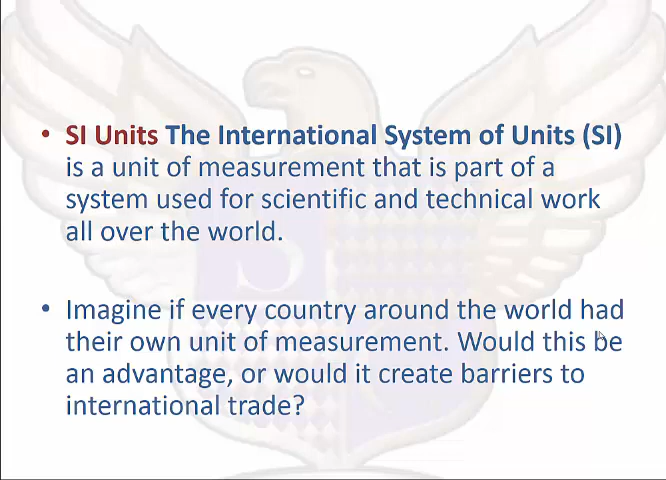 • SI Units The International System of Units (SI)
is a unit of measurement that is part of a
system used for scientific and technical work
all over the world.
• Imagine if every country around the world had
their own unit of measurement. Would this be
an advantage, or would it create barriers to
international trade?